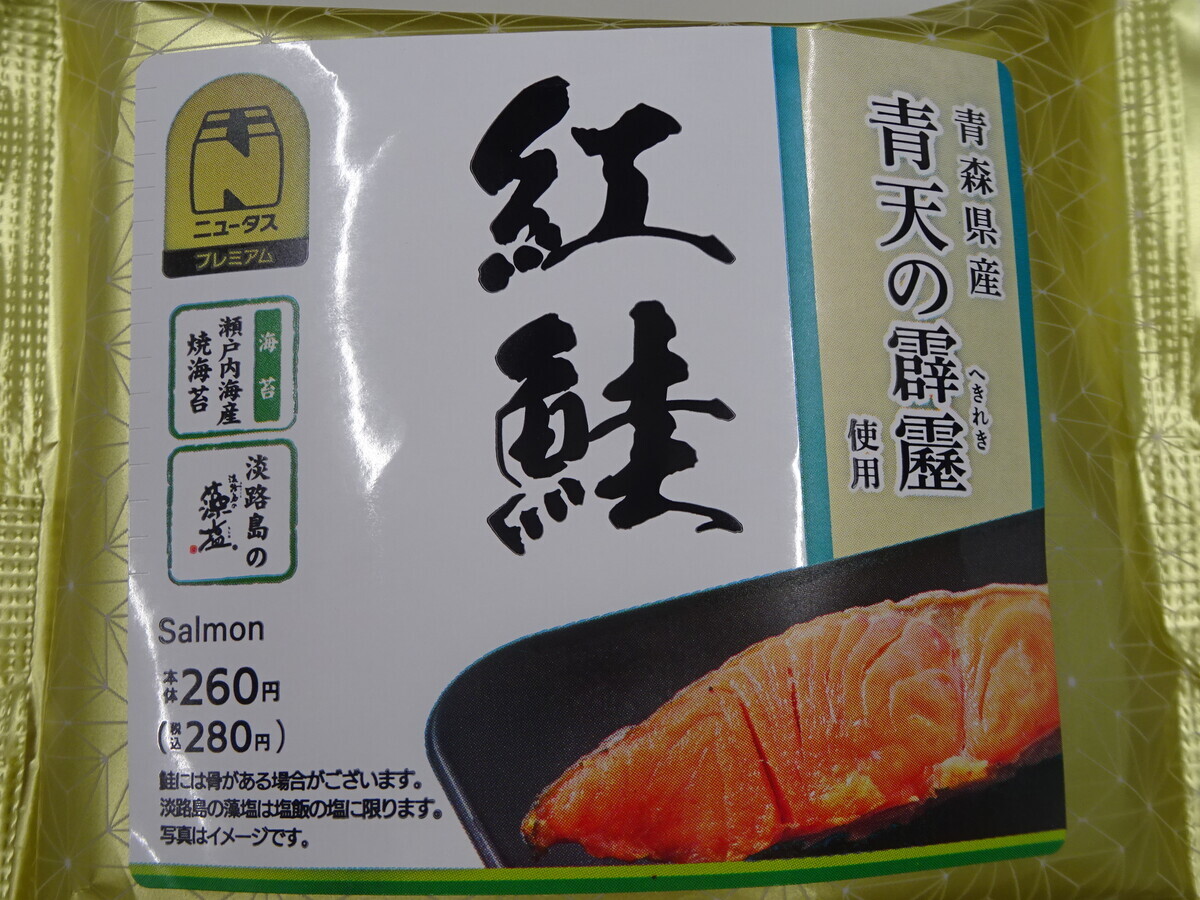 青森県産
青天の霹靂
へきれき
使用
紅鮭
ニュータス
プレミアム
海苔
瀬戸内海産
焼海苔
淡路島の
淡路島の
藻塩
Salmon
本体260円
(税込280円)
鮭には骨がある場合がございます。
淡路島の藻塩は塩飯の塩に限ります。
写真はイメージです。